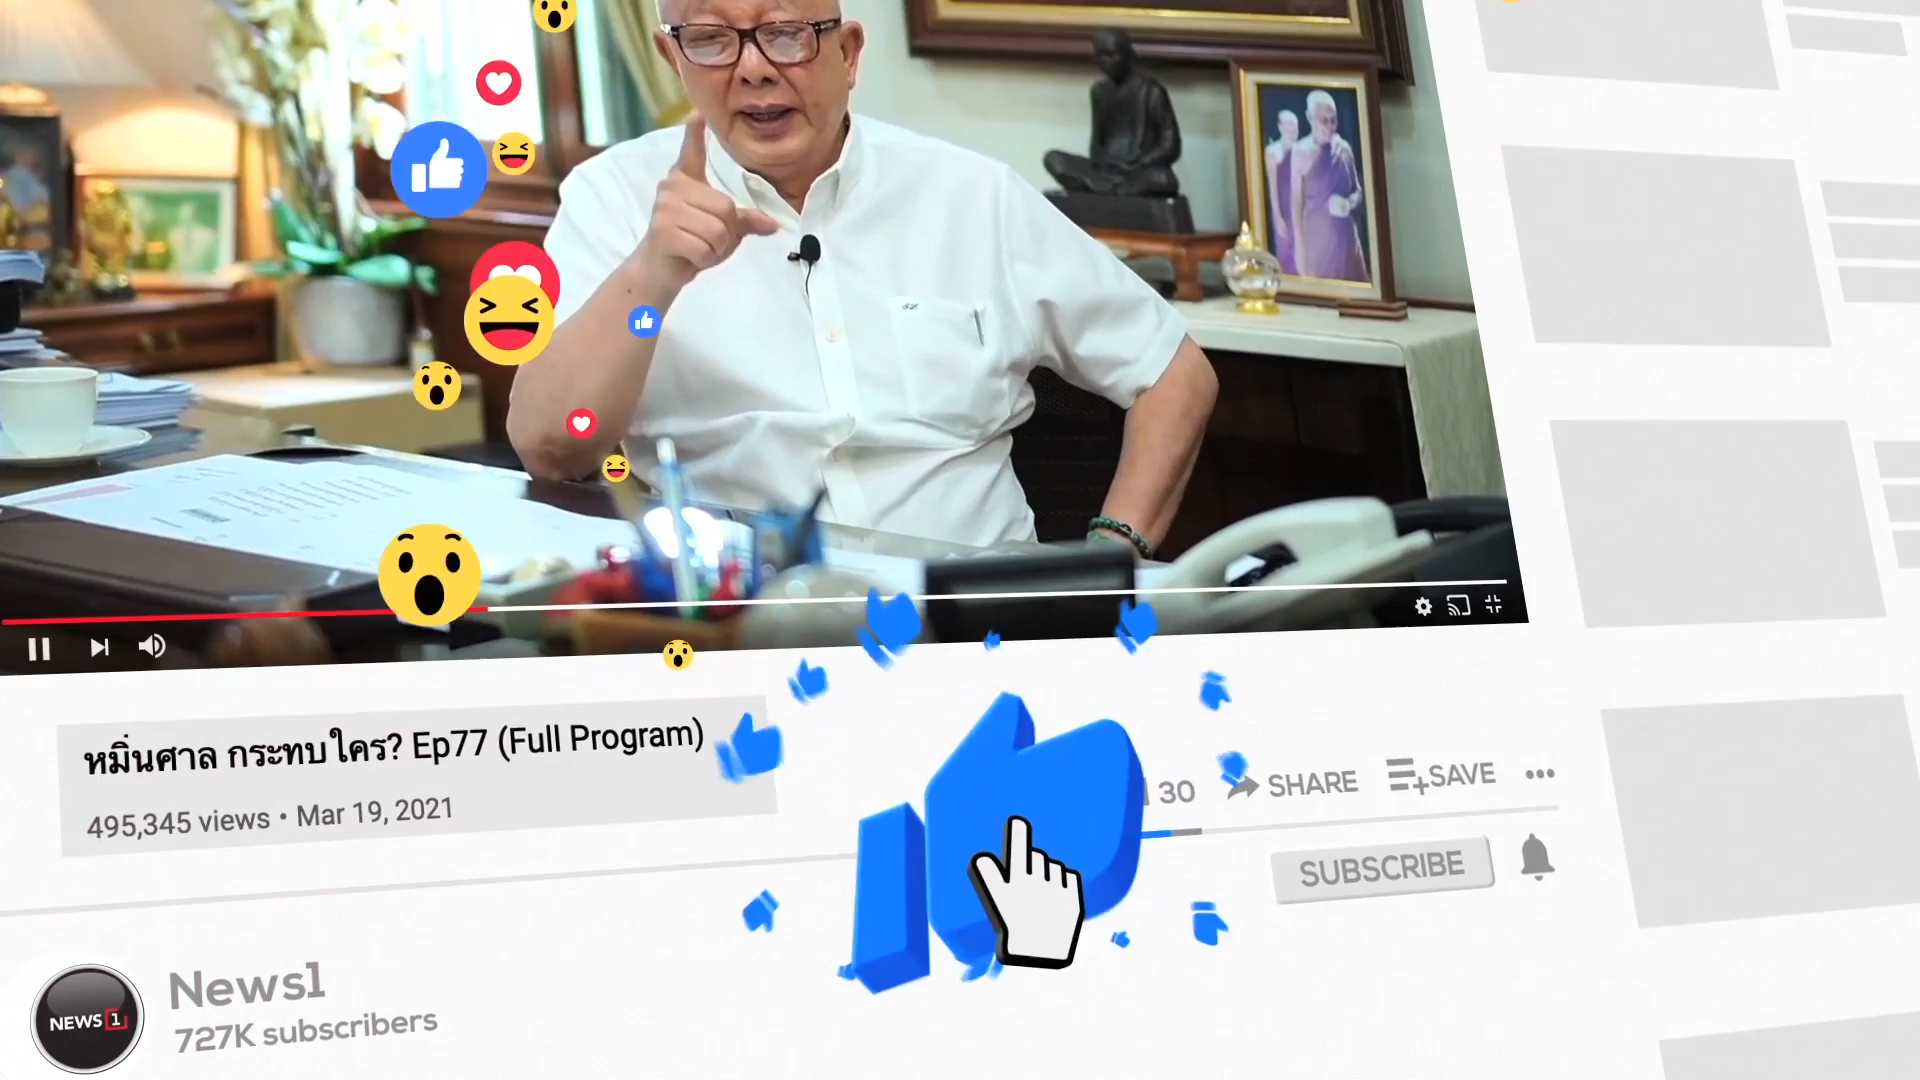 หมิ่นศาล กระทบใคร? Ep77 (Full Program)
495,345 views • Mar 19, 2021
30
SHARE
SAVE
SUBSCRIBE
NEWS 1
News1
727K subscribers